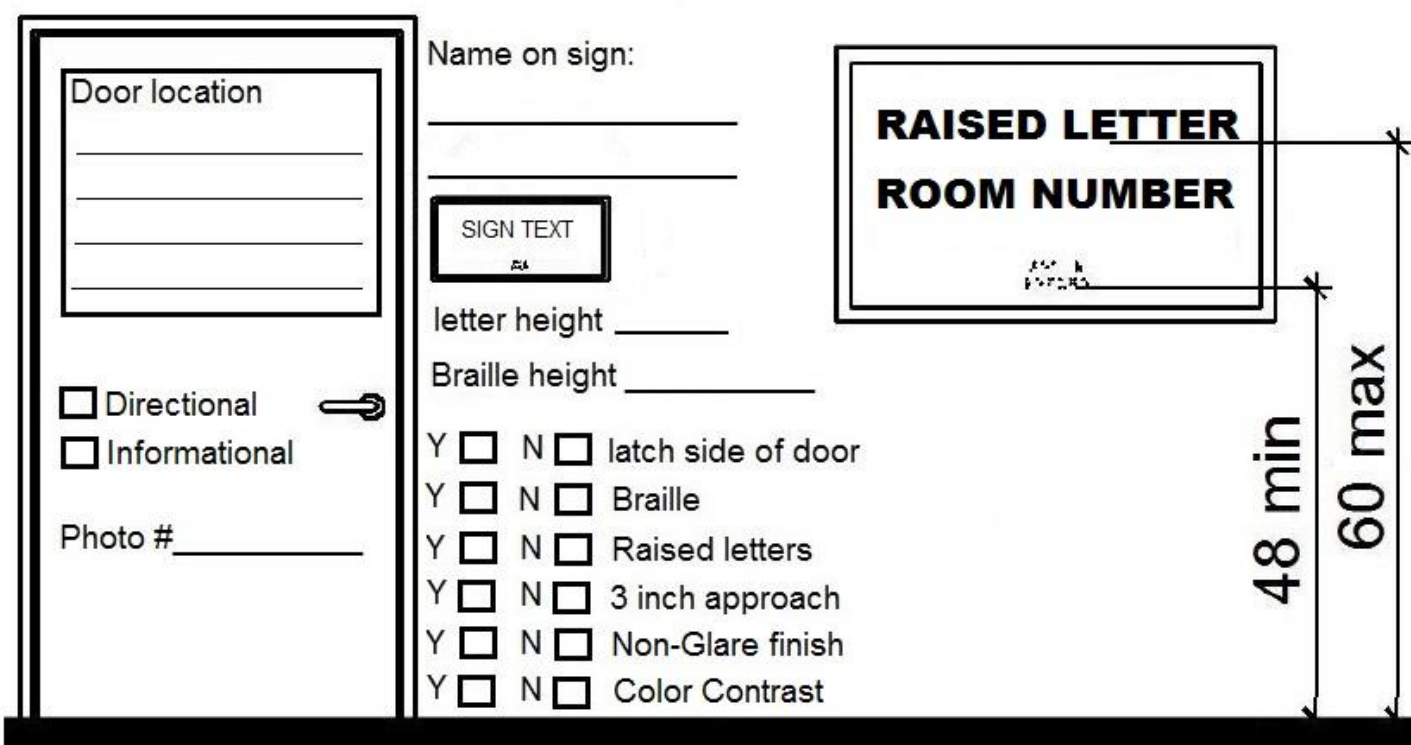 Door location
Directional
Informational
Photo #
Name on sign:
SIGN TEXT
letter height
Braille height
Y N latch side of door
Y N Braille
Y N Raised letters
Y N 3 inch approach
Y N Non-Glare finish
Y N Color Contrast
RAISED LETTER
ROOM NUMBER
48 min
60 max